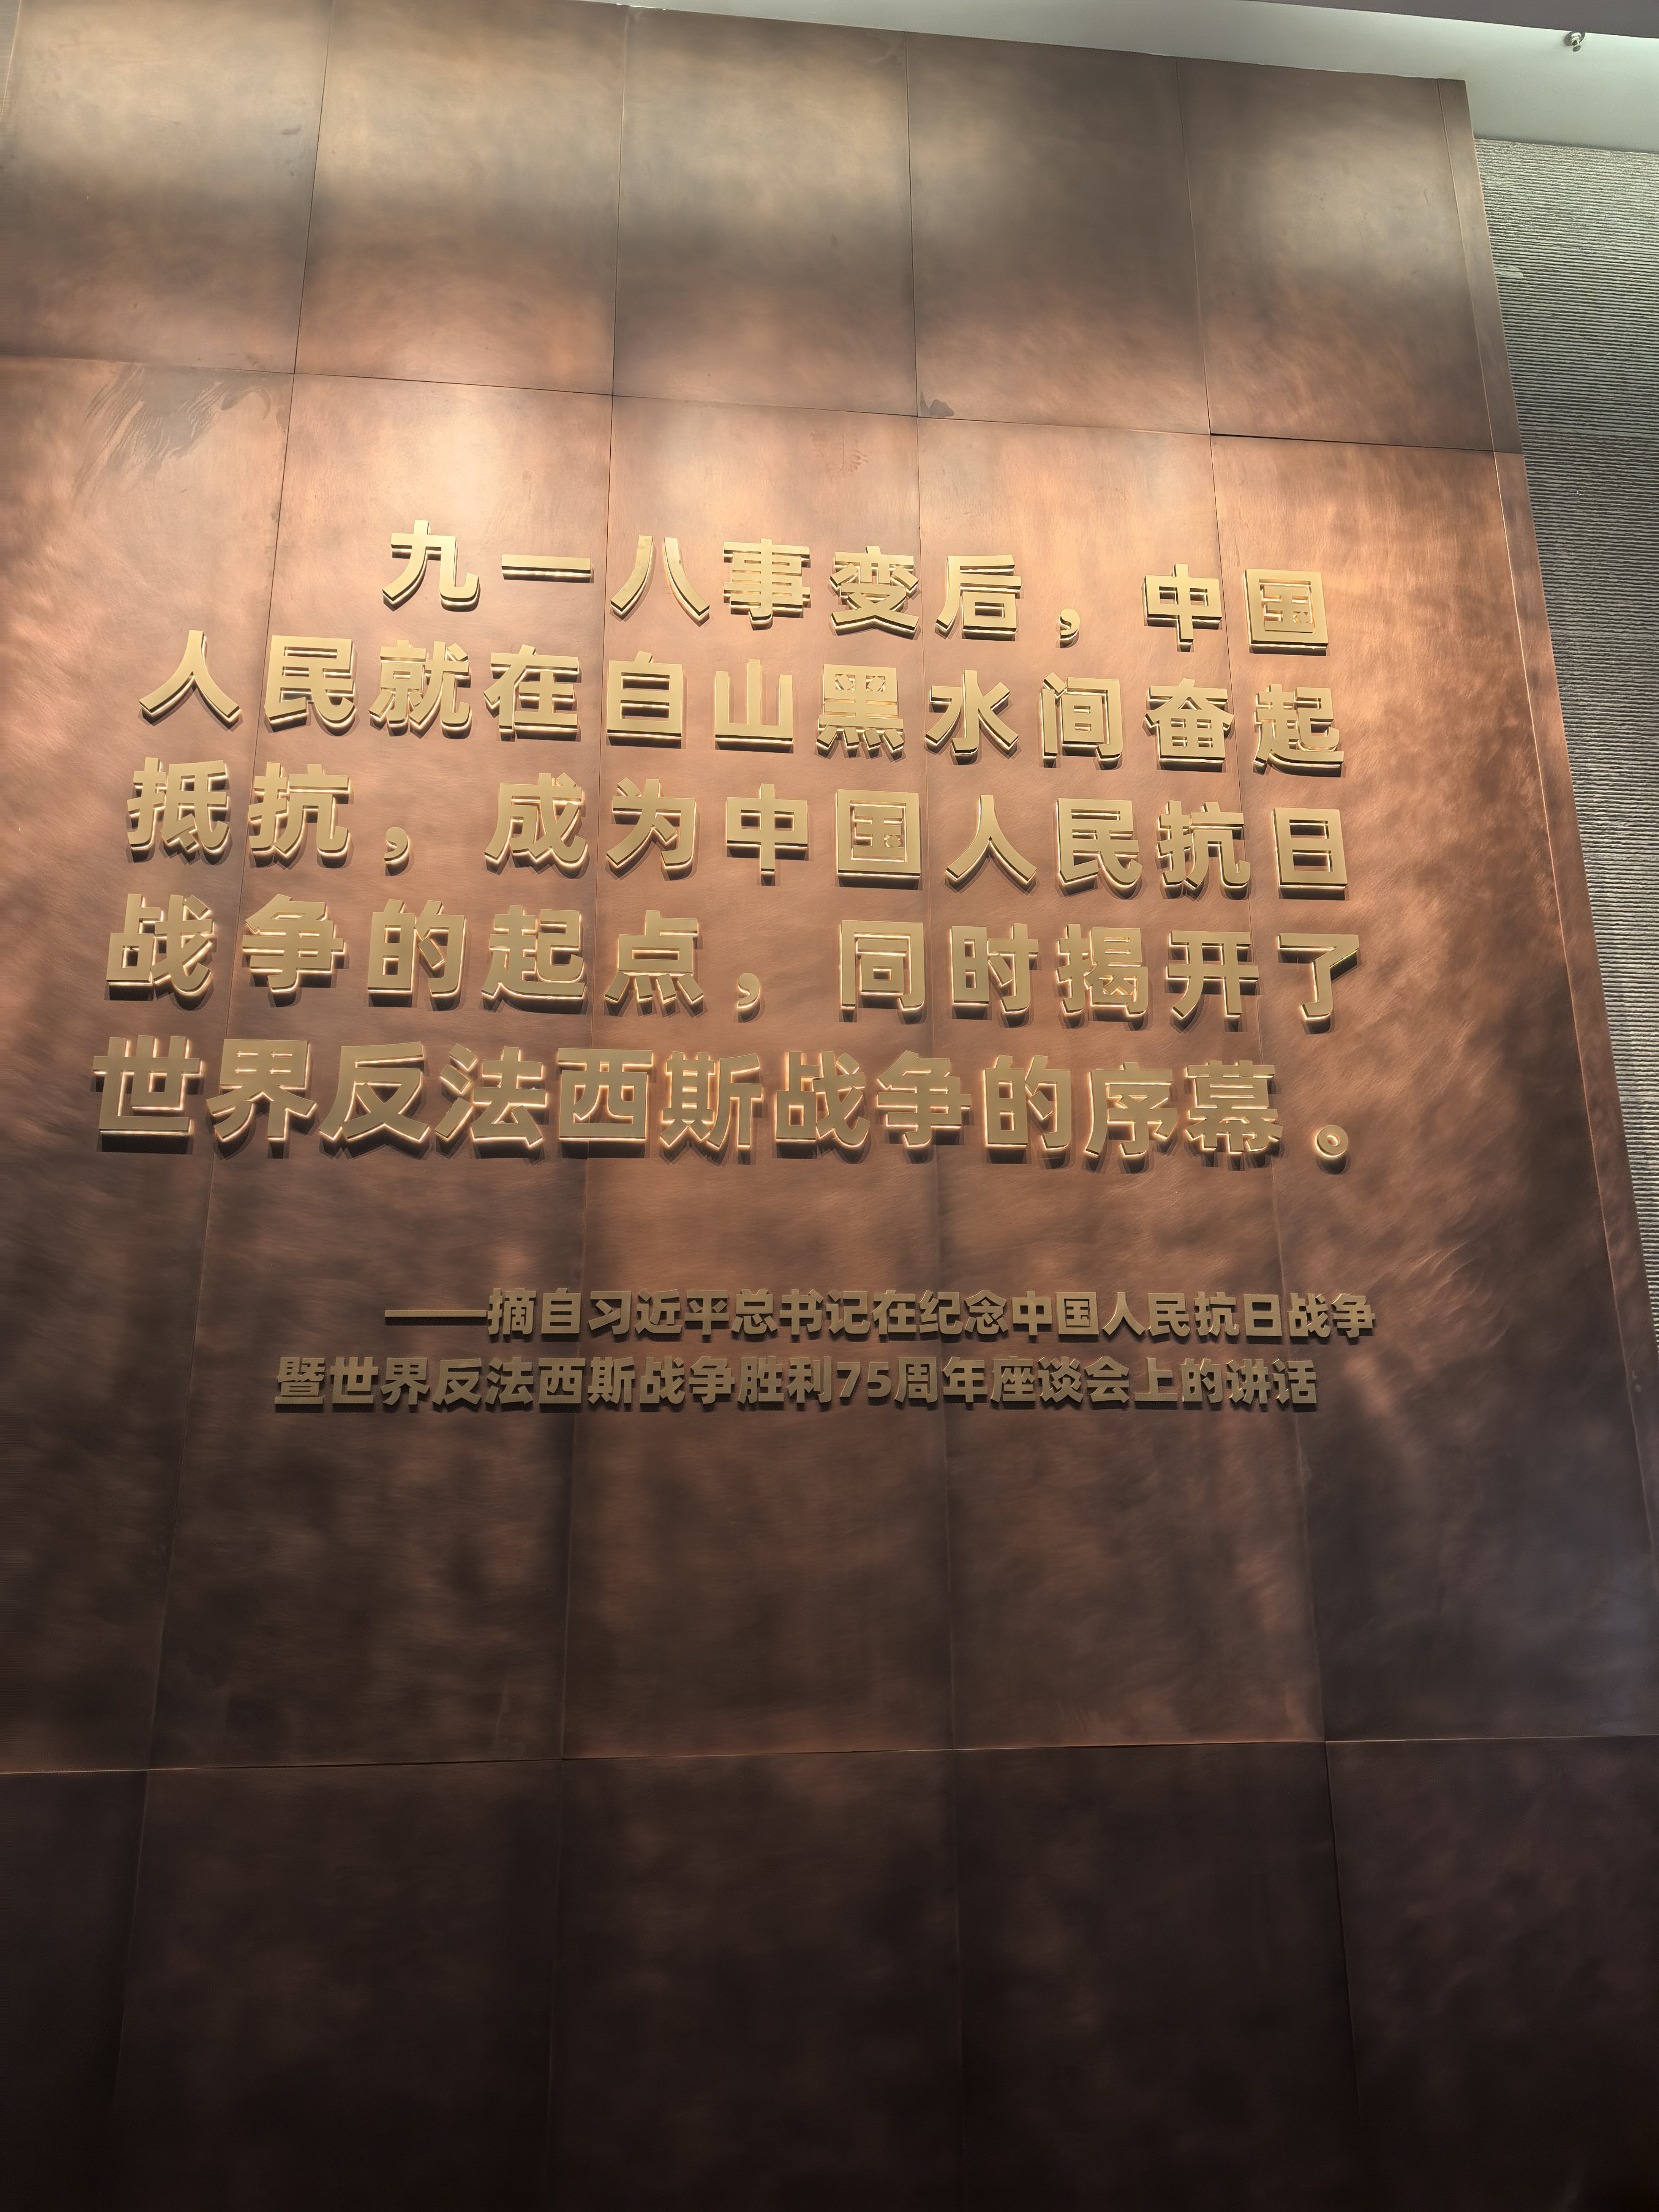 九一八事变后，中国
人民就在白山黑水间奋起
抵抗，成为中国人民抗日
战争的起点，同时揭开了
世界反法西斯战争的序幕。
——摘自习近平总书记在纪念中国人民抗日战争
暨世界反法西斯战争胜利75周年座谈会上的讲话